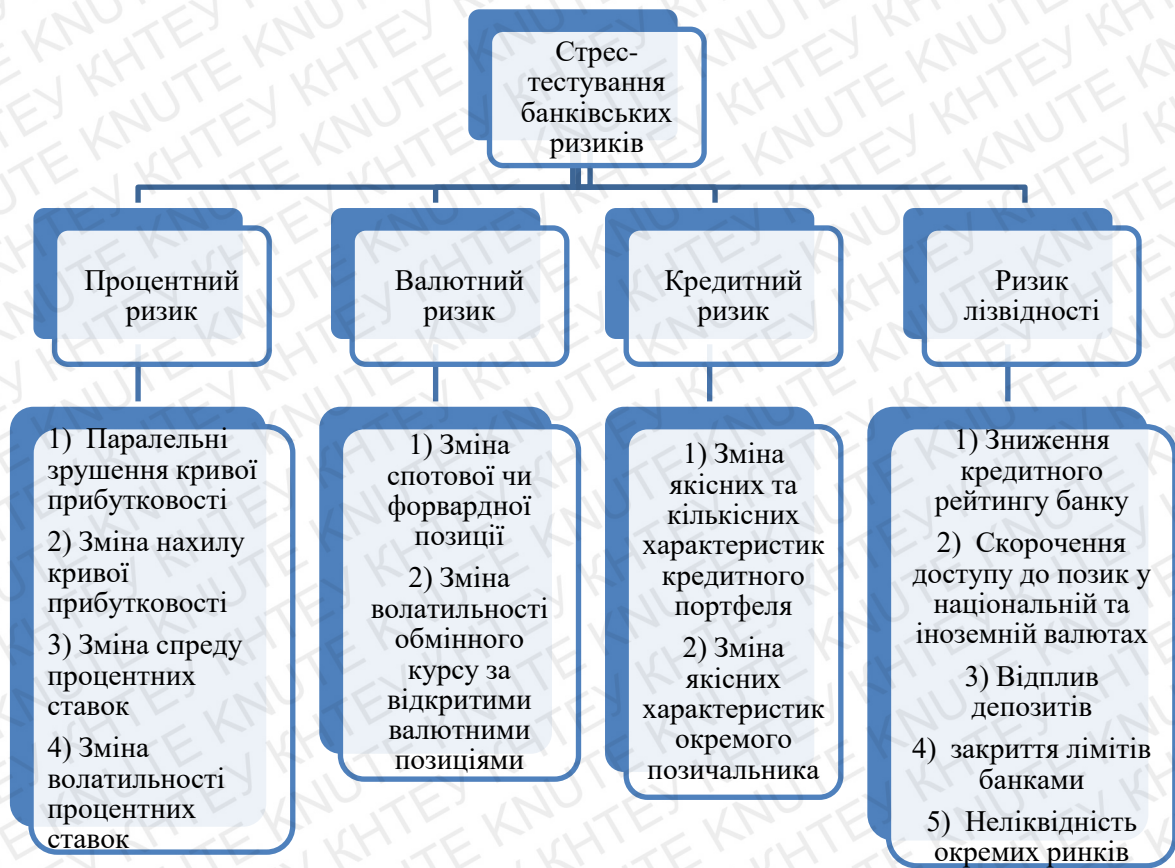 Стрес-
тестування
банківських
ризиків
Процентний
ризик
Валютний
ризик
Кредитний
ризик
Ризик
лізвідності
1) Паралельні
зрушення кривої
прибутковості
2) Зміна нахилу
кривої
прибутковості
3) Зміна спреду
процентних
ставок
4) Зміна
волатильності
процентних
ставок
1) Зміна
спотової чи
форвардної
позиції
2) Зміна
волатильності
обмінного
курсу за
відкритими
валютними
позиціями
1) Зміна
якісних та
кількісних
характеристик
кредитного
портфеля
2) Зміна
якісних
характеристик
окремого
позичальника
1) Зниження
кредитного
рейтингу банку
2) Скорочення
доступу до позик у
національній та
іноземній валютах
3) Відплив
депозитів
4) закриття лімітів
банками
5) Неліквідність
окремих ринків